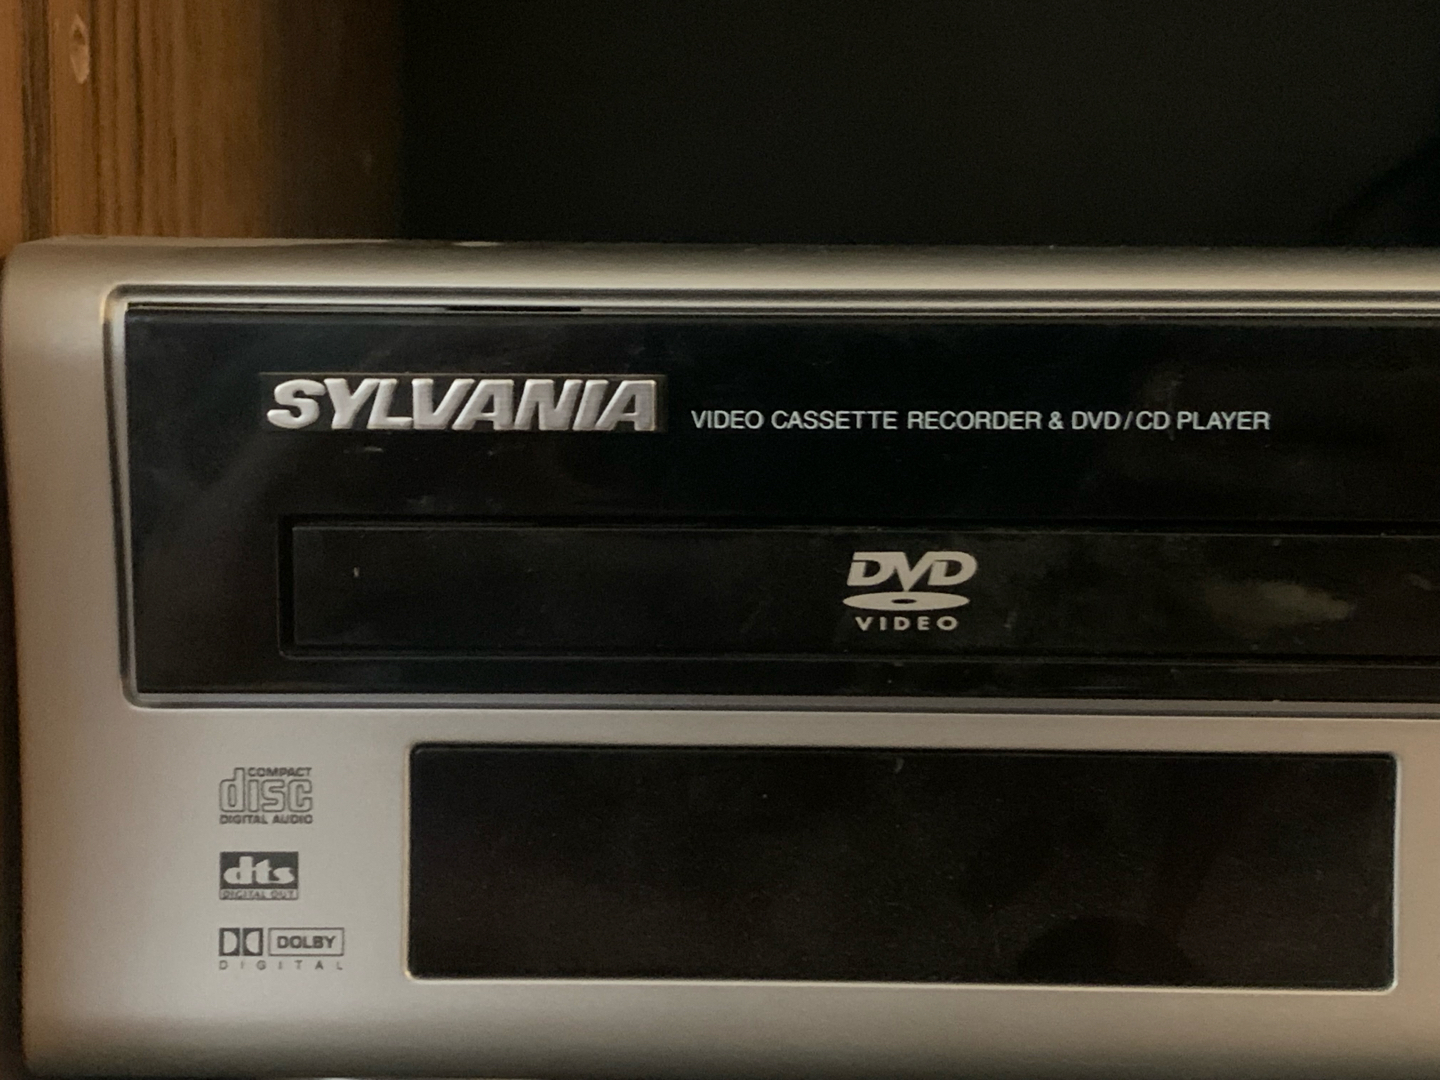 SYLVANIA VIDEO CASSETTE RECORDER & DVD/CD PLAYER
DVD
VIDEO
COMPACT
disc
DIGITAL AUDIO
dts
DIGITAL OUT
DOLBY
DIGITAL